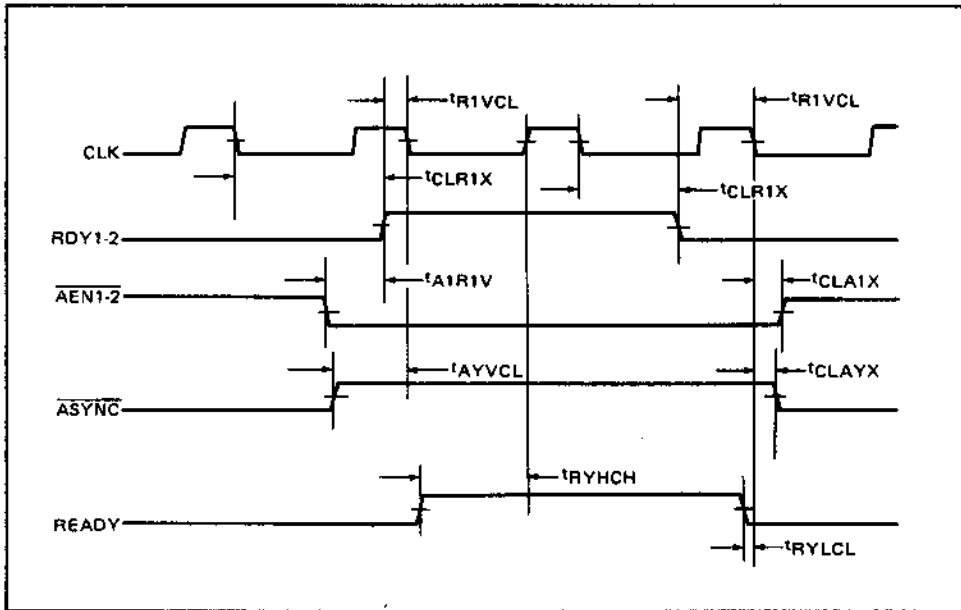 tR1VCL tR1VCL
CLK
tCLR1X tCLR1X
RDY1-2
tA1R1V tCLA1X
AEN1-2
tAYVCL tCLAYX
ASYNC
tRYHCH
READY
tRYLCL